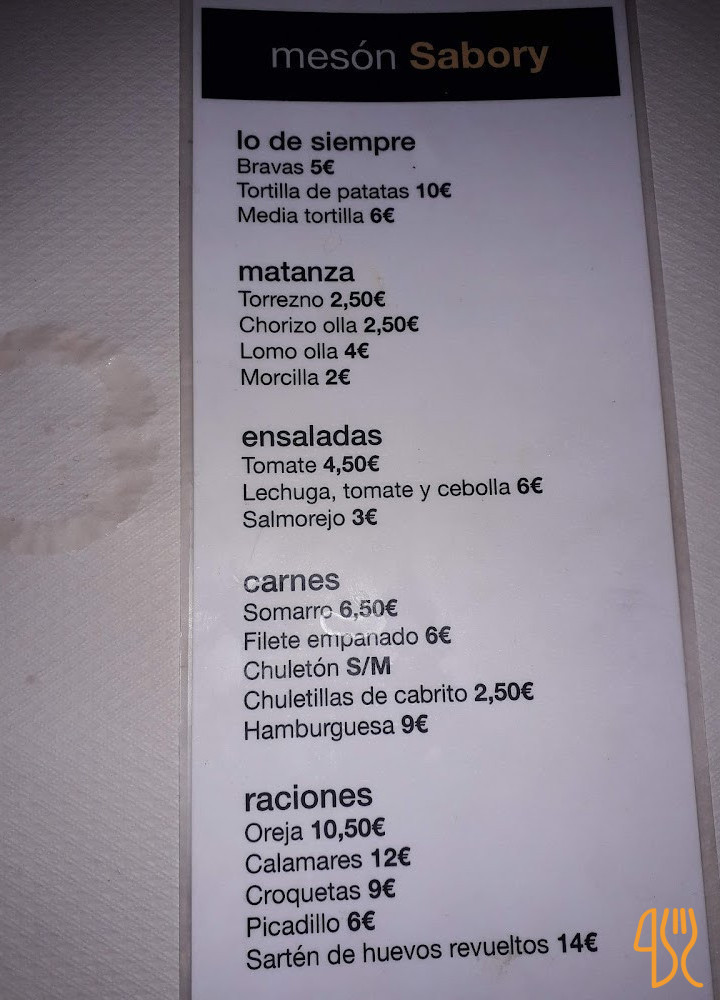 mesón Sabory
lo de siempre
Bravas 5€
Tortilla de patatas 10€
Media tortilla 6€
matanza
Torrezno 2,50€
Chorizo olla 2,50€
Lomo olla 4€
Morcilla 2€
ensaladas
Tomate 4,50€
Lechuga, tomate y cebolla 6€
Salmorejo 3€
carnes
Somarro 6,50€
Filete empanado 6€
Chuletón S/M
Chuletillas de cabrito 2,50€
Hamburguesa 9€
raciones
Oreja 10,50€
Calamares 12€
Croquetas 9€
Picadillo 6€
Sartén de huevos revueltos 14€